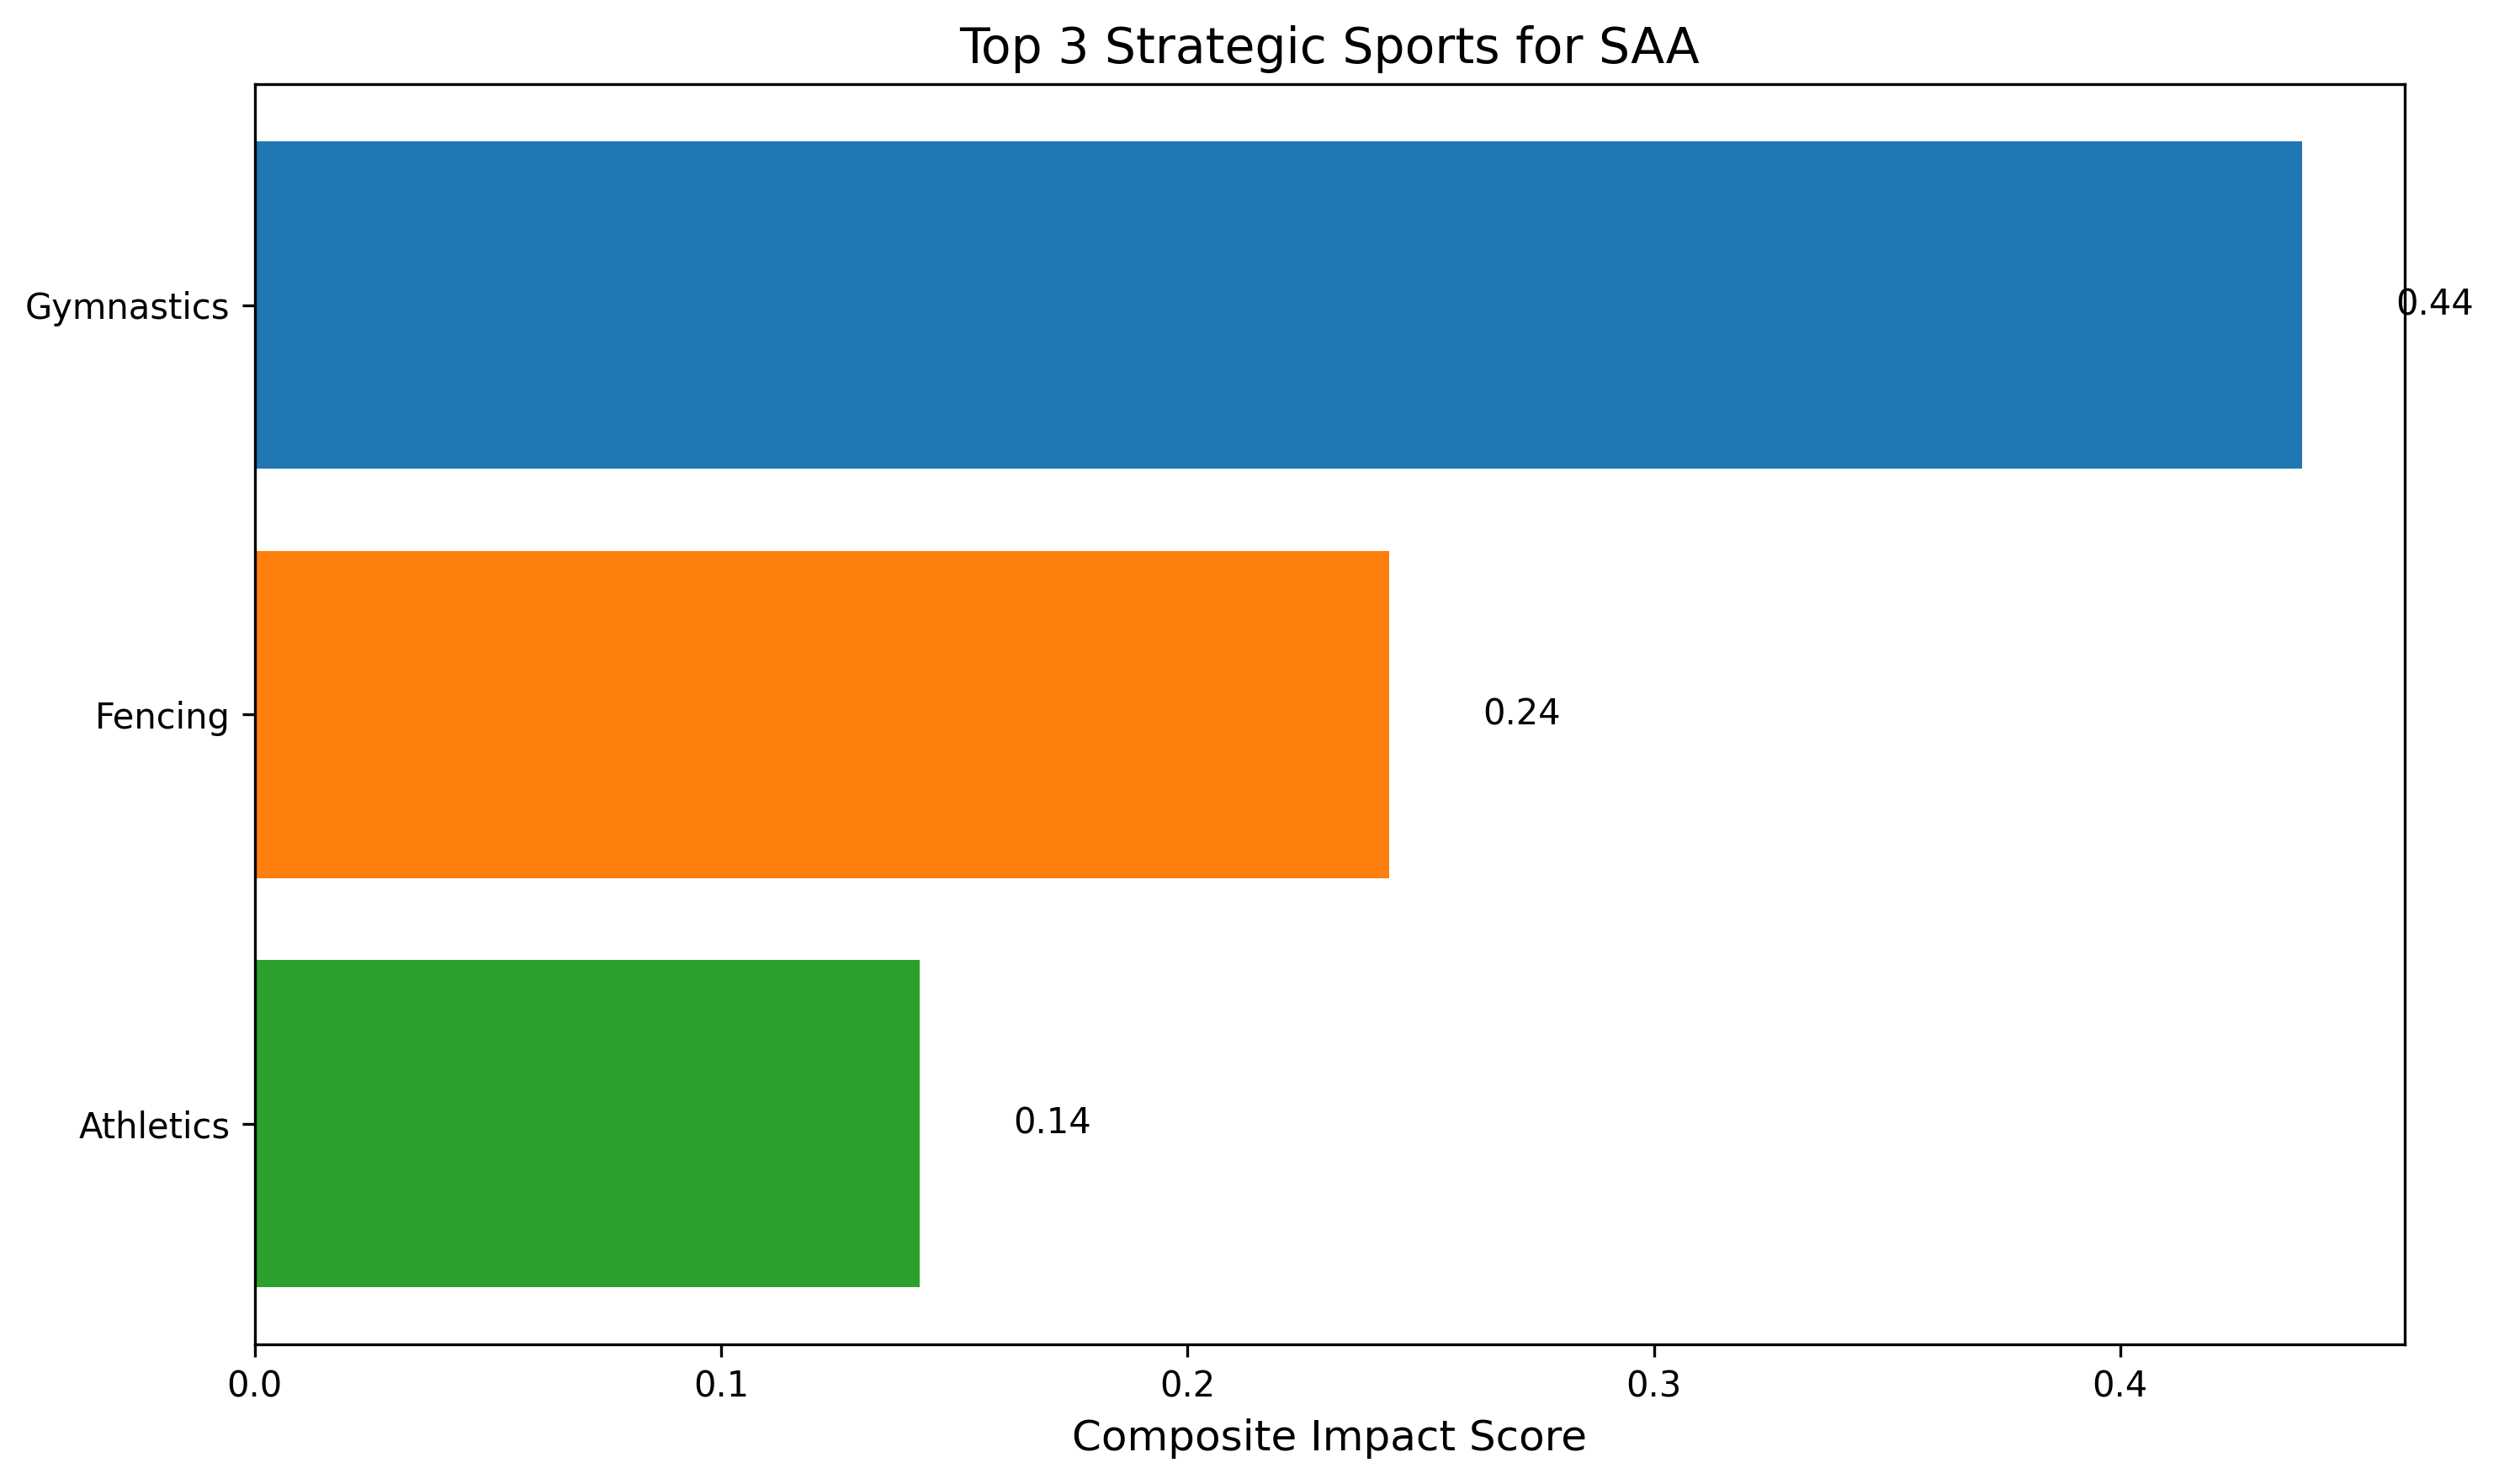 Top 3 Strategic Sports for SAA
Gymnastics
0.44
Fencing
0.24
Athletics
0.14
0.0 0.1 0.2 0.3 0.4
Composite Impact Score